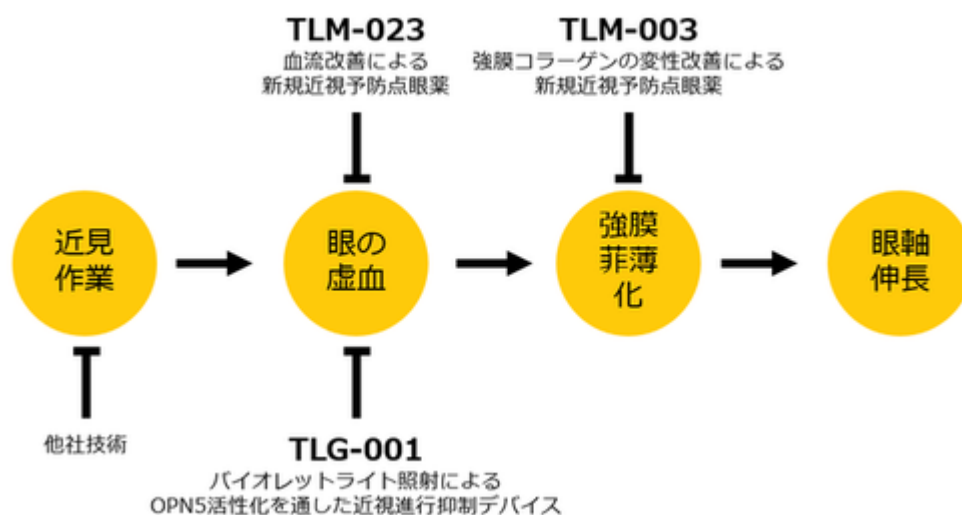 TLM-023
血流改善による
新規近視予防点眼薬
TLM-003
強膜コラーゲンの変性改善による
新規近視予防点眼薬
近見
作業
眼の
虚血
強膜
菲薄
化
眼軸
伸長
他社技術
TLG-001
バイオレットライト照射による
OPN5活性化を通した近視進行抑制デバイス